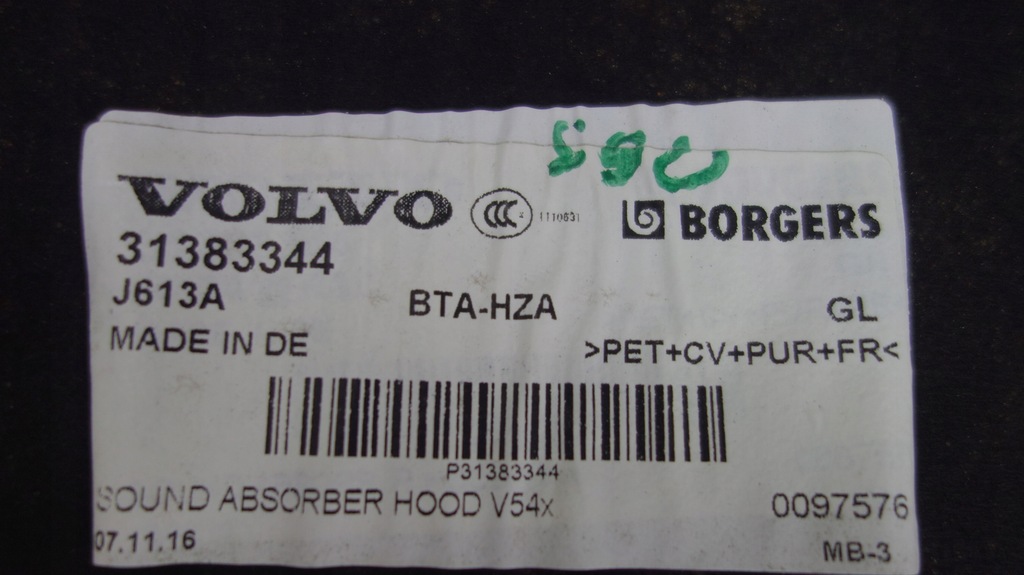 VOLVO CCC BORGERS
31383344
J613A BTA-HZA GL
MADE IN DE >PET+CV+PUR+FR<
P31383344
SOUND ABSORBER HOOD V54x 0097576
07.11.16 MB-3